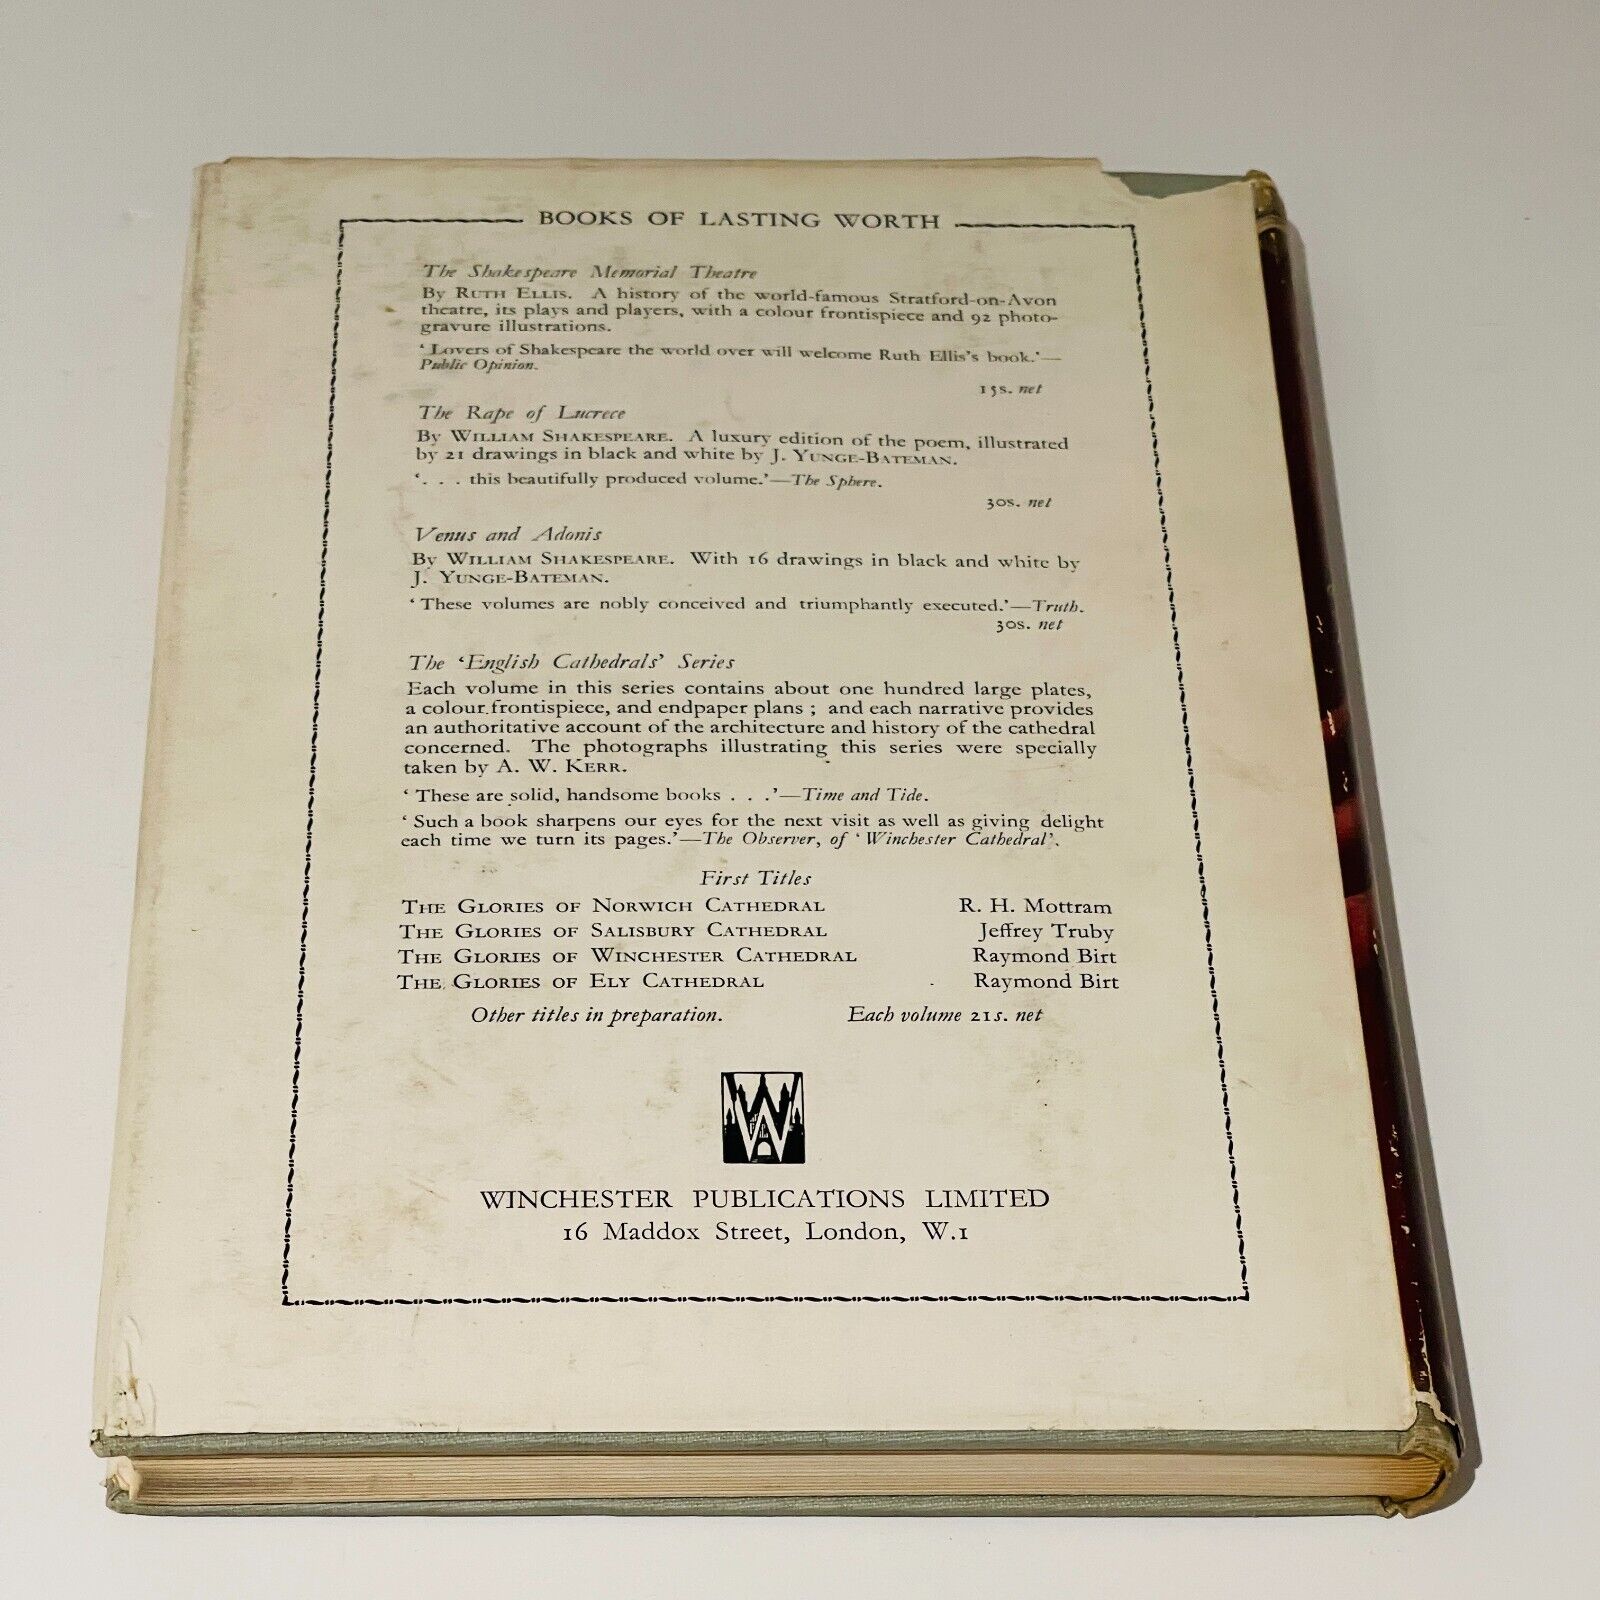 BOOKS OF LASTING WORTH
The Shakespeare Memorial Theatre
By RUTH ELLIS. A history of the world-famous Stratford-on-Avon
theatre, its plays and players, with a colour frontispiece and 92 photo-
gravure illustrations.
'Lovers of Shakespeare the world over will welcome Ruth Ellis's book.'—
Public Opinion.
15s. net
The Rape of Lucrece
By WILLIAM SHAKESPEARE. A luxury edition of the poem, illustrated
by 21 drawings in black and white by J. YUNGE-BATEMAN.
'. . . this beautifully produced volume.'—The Sphere.
30s. net
Venus and Adonis
By WILLIAM SHAKESPEARE. With 16 drawings in black and white by
J. YUNGE-BATEMAN.
'These volumes are nobly conceived and triumphantly executed.'—Truth.
30s. net
The 'English Cathedrals' Series
Each volume in this series contains about one hundred large plates,
a colour frontispiece, and endpaper plans ; and each narrative provides
an authoritative account of the architecture and history of the cathedral
concerned. The photographs illustrating this series were specially
taken by A. W. KERR.
'These are solid, handsome books . . .'—Time and Tide.
'Such a book sharpens our eyes for the next visit as well as giving delight
each time we turn its pages.'—The Observer, of 'Winchester Cathedral'.
First Titles
THE GLORIES OF NORWICH CATHEDRAL R. H. Mottram
THE GLORIES OF SALISBURY CATHEDRAL Jeffrey Truby
THE GLORIES OF WINCHESTER CATHEDRAL Raymond Birt
THE GLORIES OF ELY CATHEDRAL Raymond Birt
Other titles in preparation. Each volume 21s. net
W
WINCHESTER PUBLICATIONS LIMITED
16 Maddox Street, London, W.1